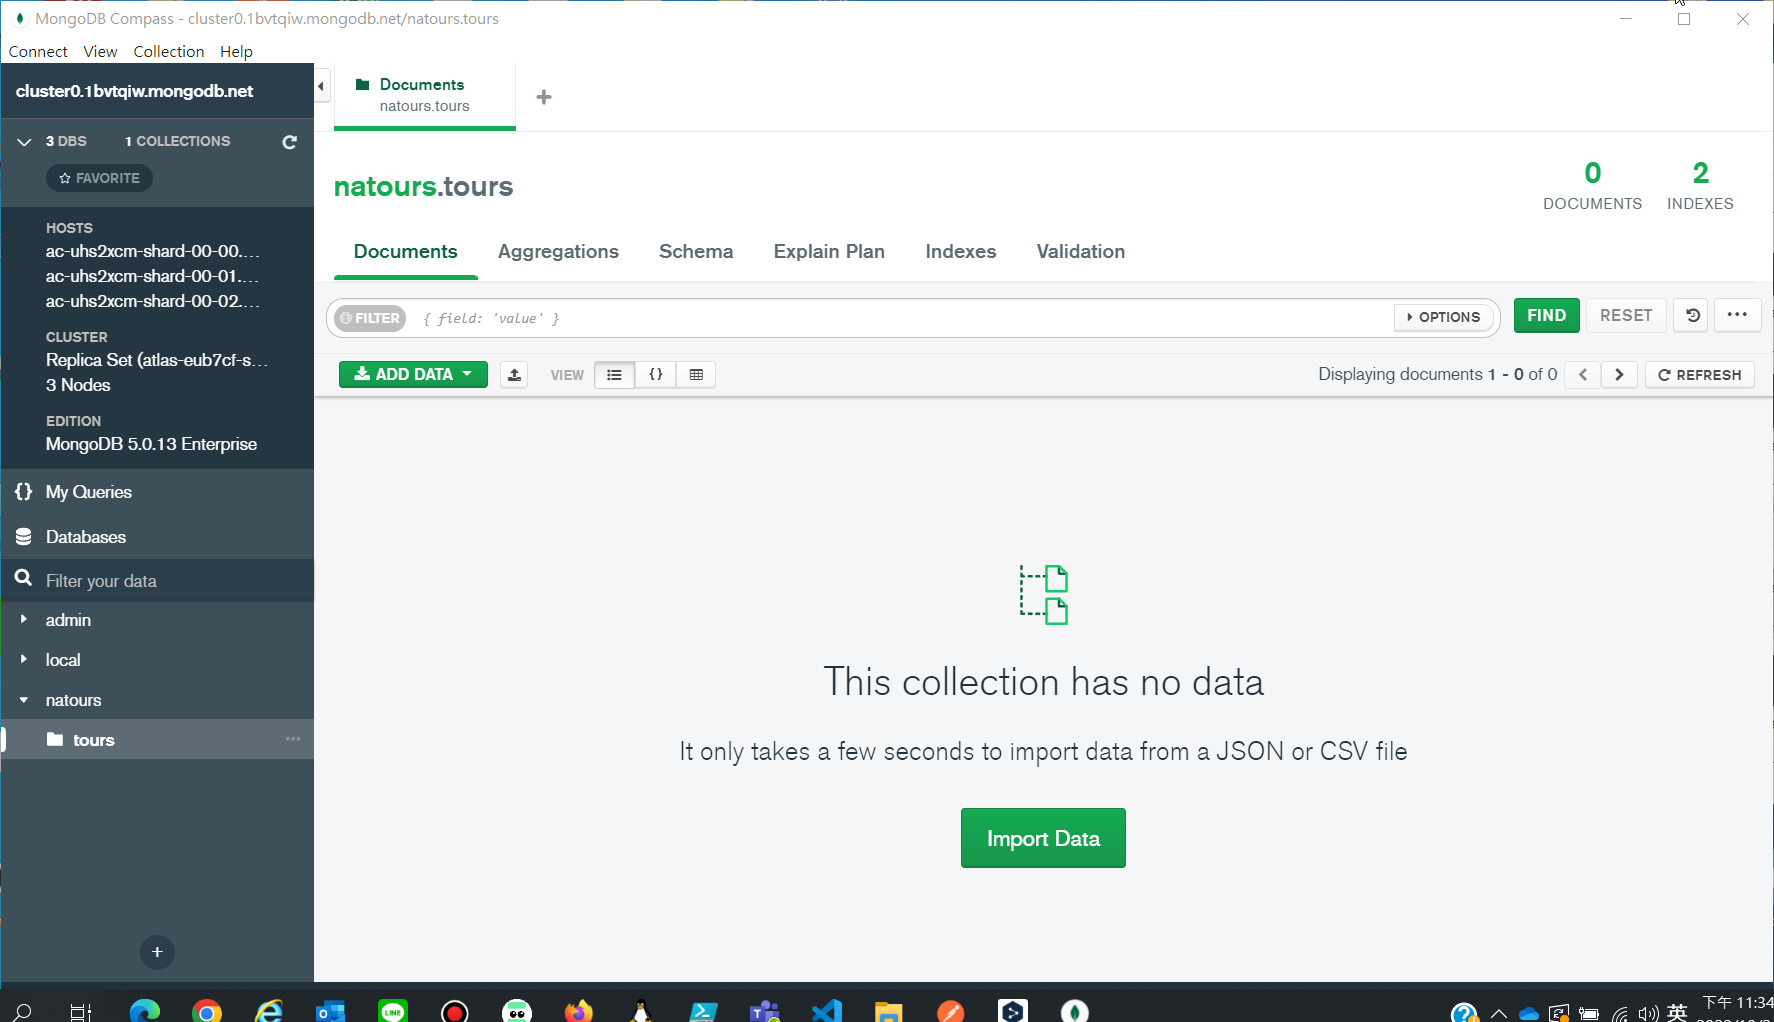 MongoDB Compass - cluster0.1bvtqiw.mongodb.net/natours.tours
Connect View Collection Help
cluster0.1bvtqiw.mongodb.net
3 DBS 1 COLLECTIONS
FAVORITE
HOSTS
ac-uhs2xcm-shard-00-00....
ac-uhs2xcm-shard-00-01....
ac-uhs2xcm-shard-00-02....
CLUSTER
Replica Set (atlas-eub7cf-s...
3 Nodes
EDITION
MongoDB 5.0.13 Enterprise
{} My Queries
Databases
Filter your data
admin
local
natours
tours
Documents
natours.tours
natours.tours
0
DOCUMENTS
2
INDEXES
Documents Aggregations Schema Explain Plan Indexes Validation
FILTER { field: 'value' } OPTIONS FIND RESET
ADD DATA VIEW {} Displaying documents 1 - 0 of 0 REFRESH
This collection has no data
It only takes a few seconds to import data from a JSON or CSV file
Import Data
LINE
英
下午 11:34